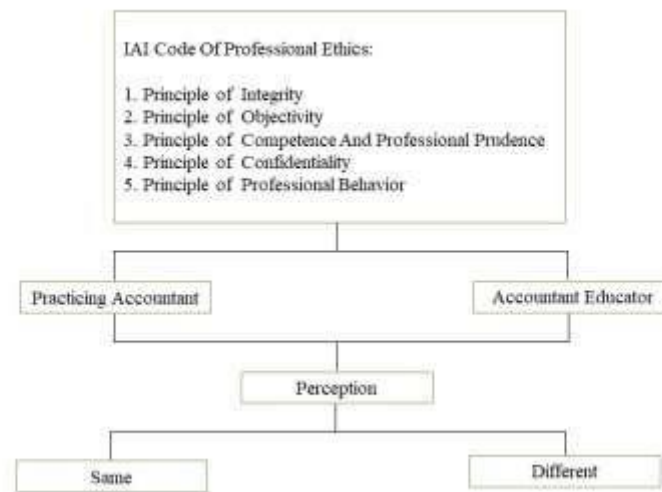 IAI Code Of Professional Ethics:
1. Principle of Integrity
2. Principle of Objectivity
3. Principle of Competence And Professional Prudence
4. Principle of Confidentiality
5. Principle of Professional Behavior
Practicing Accountant
Accountant Educator
Perception
Same
Different